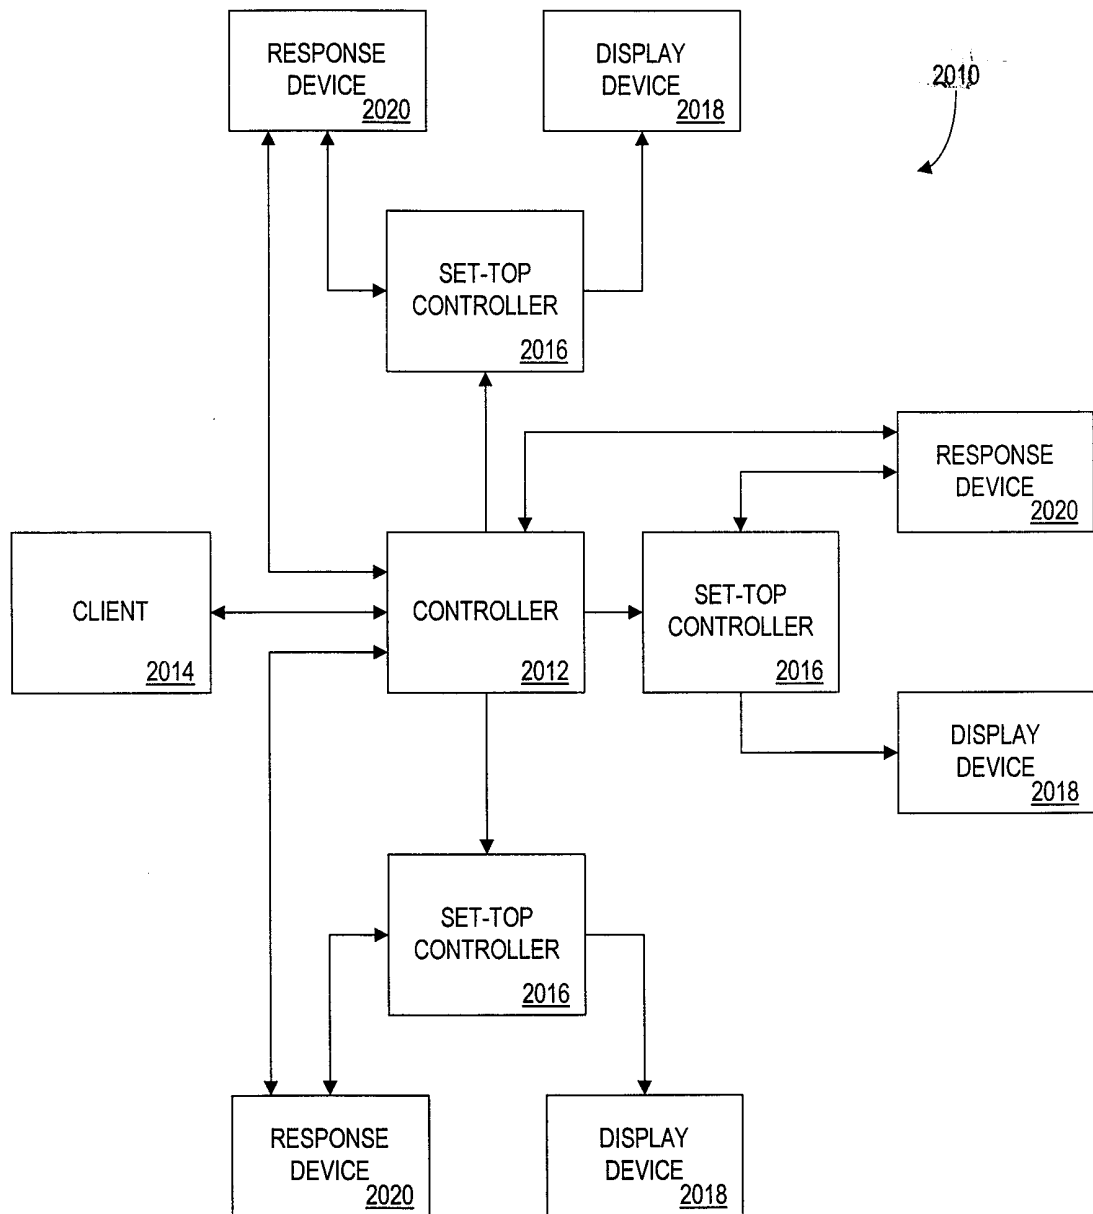 RESPONSE
DEVICE
2020
DISPLAY
DEVICE
2018
2010
SET-TOP
CONTROLLER
2016
RESPONSE
DEVICE
2020
CLIENT
2014
CONTROLLER
2012
SET-TOP
CONTROLLER
2016
DISPLAY
DEVICE
2018
SET-TOP
CONTROLLER
2016
RESPONSE
DEVICE
2020
DISPLAY
DEVICE
2018